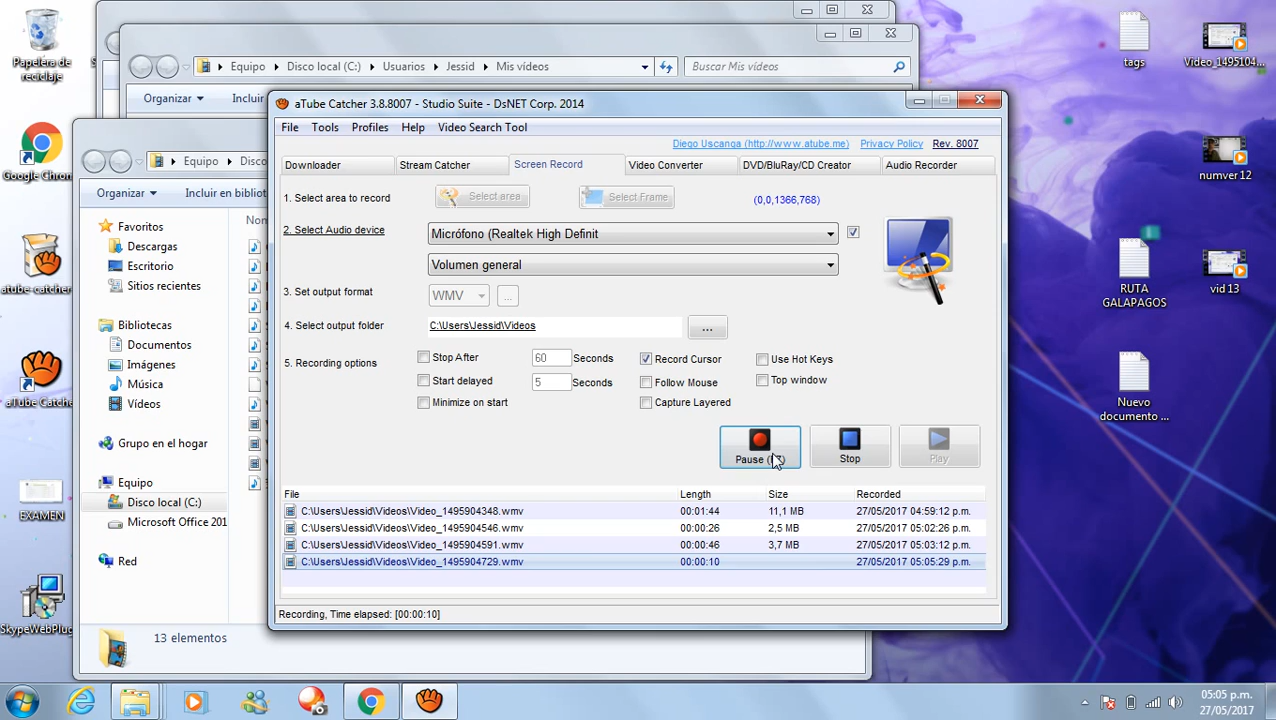 Papelera de
reciclaje
Google Chrome
atube-catcher
aTube Catcher
EXAMEN
SkypeWebPlug
Equipo
Disco local (C:)
Usuarios
Jessid
Mis vídeos
Buscar Mis vídeos
Organizar
Incluir
Equipo
Disco
Organizar
Incluir en bibliot
Favoritos
Descargas
Escritorio
Sitios recientes
Bibliotecas
Documentos
Imágenes
Música
Vídeos
Grupo en el hogar
Equipo
Disco local (C:)
Microsoft Office 201
Red
13 elementos
aTube Catcher 3.8.8007 - Studio Suite - DsNET Corp. 2014
File Tools Profiles Help Video Search Tool
Diego Uscanga (http://www.atube.me) Privacy Policy Rev. 8007
Downloader Stream Catcher Screen Record Video Converter DVD/BluRay/CD Creator Audio Recorder
1. Select area to record Select area Select Frame (0,0,1366,768)
2. Select Audio device Micrófono (Realtek High Definit
Volumen general
3. Set output format WMV ...
4. Select output folder C:\Users\Jessid\Videos ...
5. Recording options Stop After 60 Seconds Record Cursor Use Hot Keys
Start delayed 5 Seconds Follow Mouse Top window
Minimize on start Capture Layered
Pause Stop Play
File Length Size Recorded
C:\Users\Jessid\Videos\Video_1495904348.wmv 00:01:44 11,1 MB 27/05/2017 04:59:12 p.m.
C:\Users\Jessid\Videos\Video_1495904546.wmv 00:00:26 2,5 MB 27/05/2017 05:02:26 p.m.
C:\Users\Jessid\Videos\Video_1495904591.wmv 00:00:46 3,7 MB 27/05/2017 05:03:12 p.m.
C:\Users\Jessid\Videos\Video_1495904729.wmv 00:00:10 27/05/2017 05:05:29 p.m.
Recording, Time elapsed: [00:00:10]
tags
Video_1495104...
numver12
RUTA
GALAPAGOS
vid 13
Nuevo
documento ...
05:05 p.m.
27/05/2017